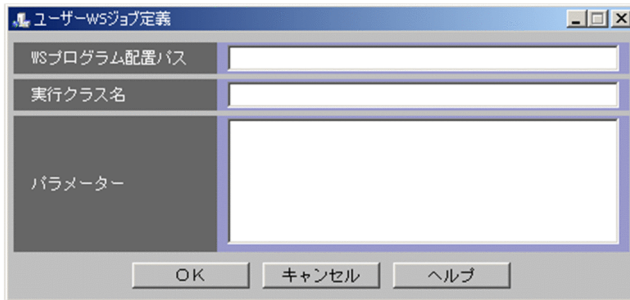 ユーザーWSジョブ定義
WSプログラム配置パス
実行クラス名
パラメーター
OK キャンセル ヘルプ